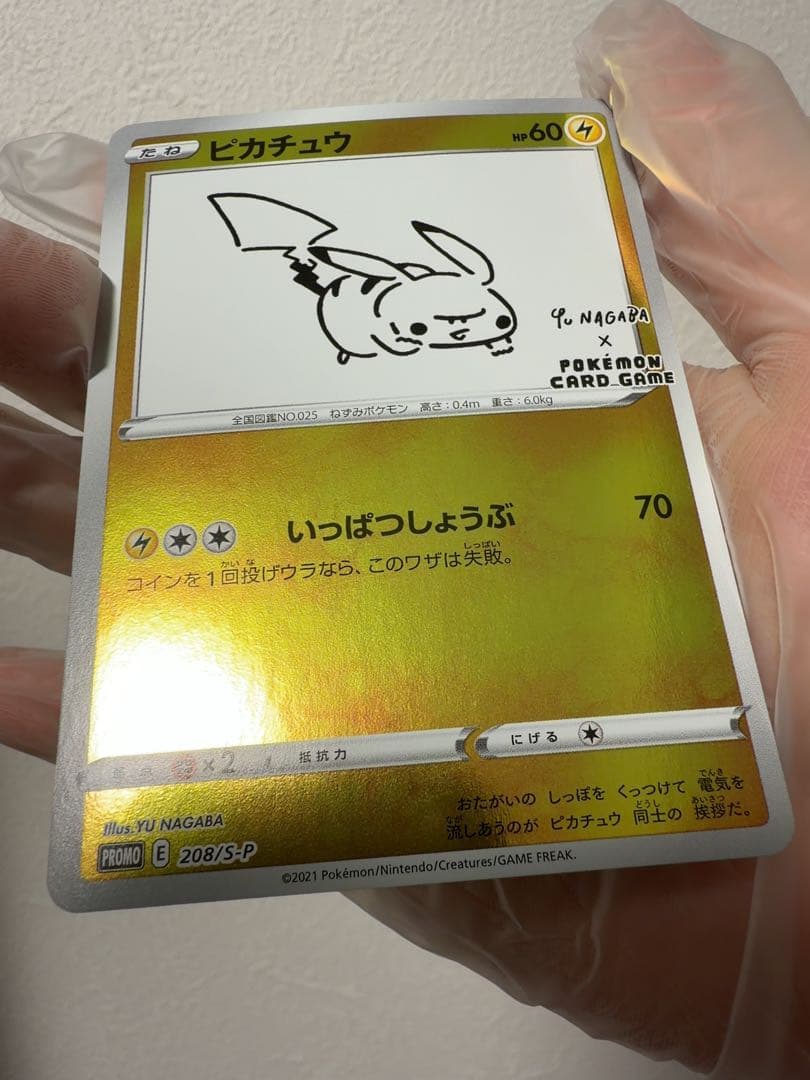 たね ピカチュウ HP60
Yu NAGABA
×
POKÉMON
CARD GAME
全国図鑑NO.025 ねずみポケモン 高さ:0.4m 重さ:6.0kg
いっぱつしょうぶ 70
コインを1回投げウラなら、このワザは失敗。
×2 抵抗力 にげる
おたがいの しっぽを くっつけて 電気を
流しあうのが ピカチュウ 同士の 挨拶だ。
Illus.YU NAGABA
PROMO E 208/S-P
©2021 Pokémon/Nintendo/Creatures/GAME FREAK.